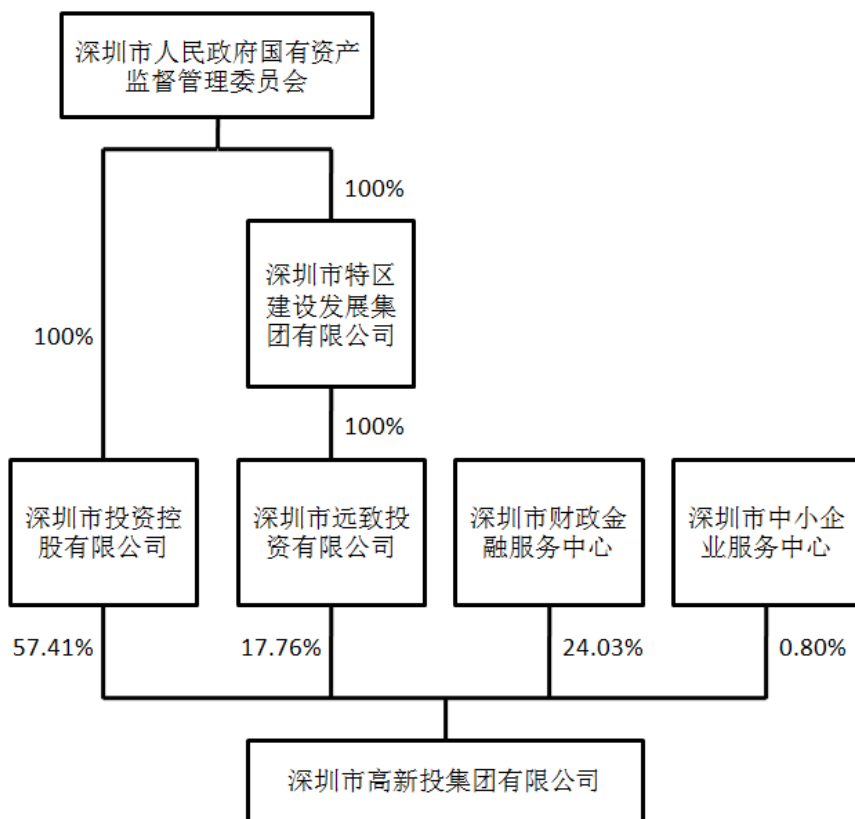 深圳市人民政府国有资产
监督管理委员会
100%
深圳市特区
建设发展集
团有限公司
100%
100%
深圳市投资控
股有限公司
深圳市远致投
资有限公司
深圳市财政金
融服务中心
深圳市中小企
业服务中心
57.41%
17.76%
24.03%
0.80%
深圳市高新投集团有限公司